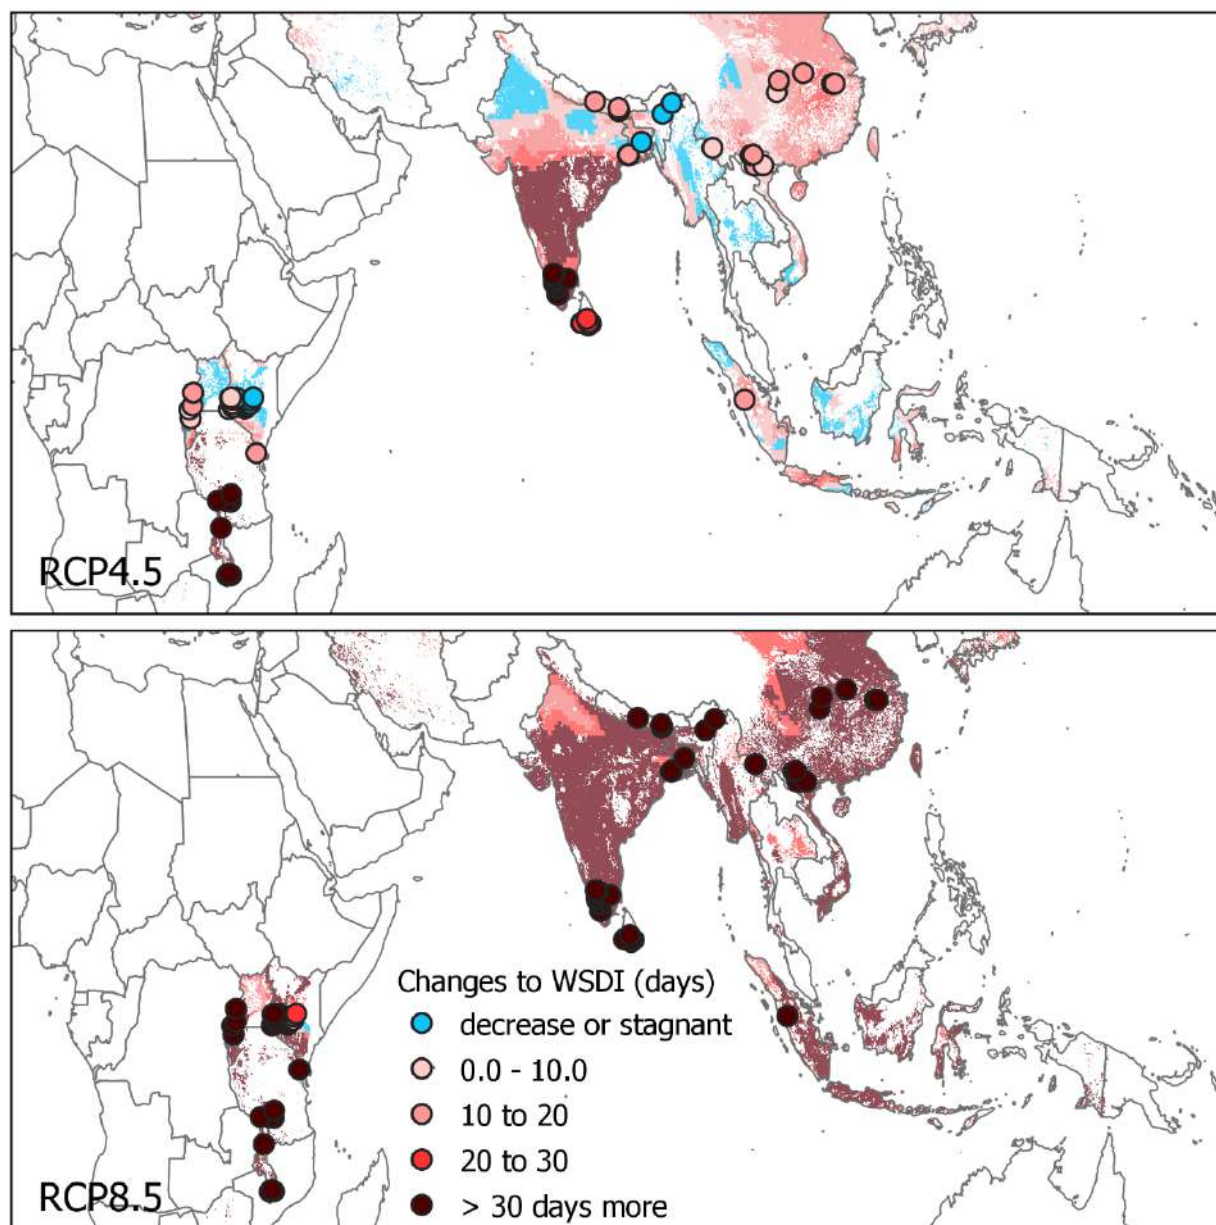 RCP4.5
Changes to WSDI (days)
decrease or stagnant
0.0 - 10.0
10 to 20
20 to 30
> 30 days more
RCP8.5